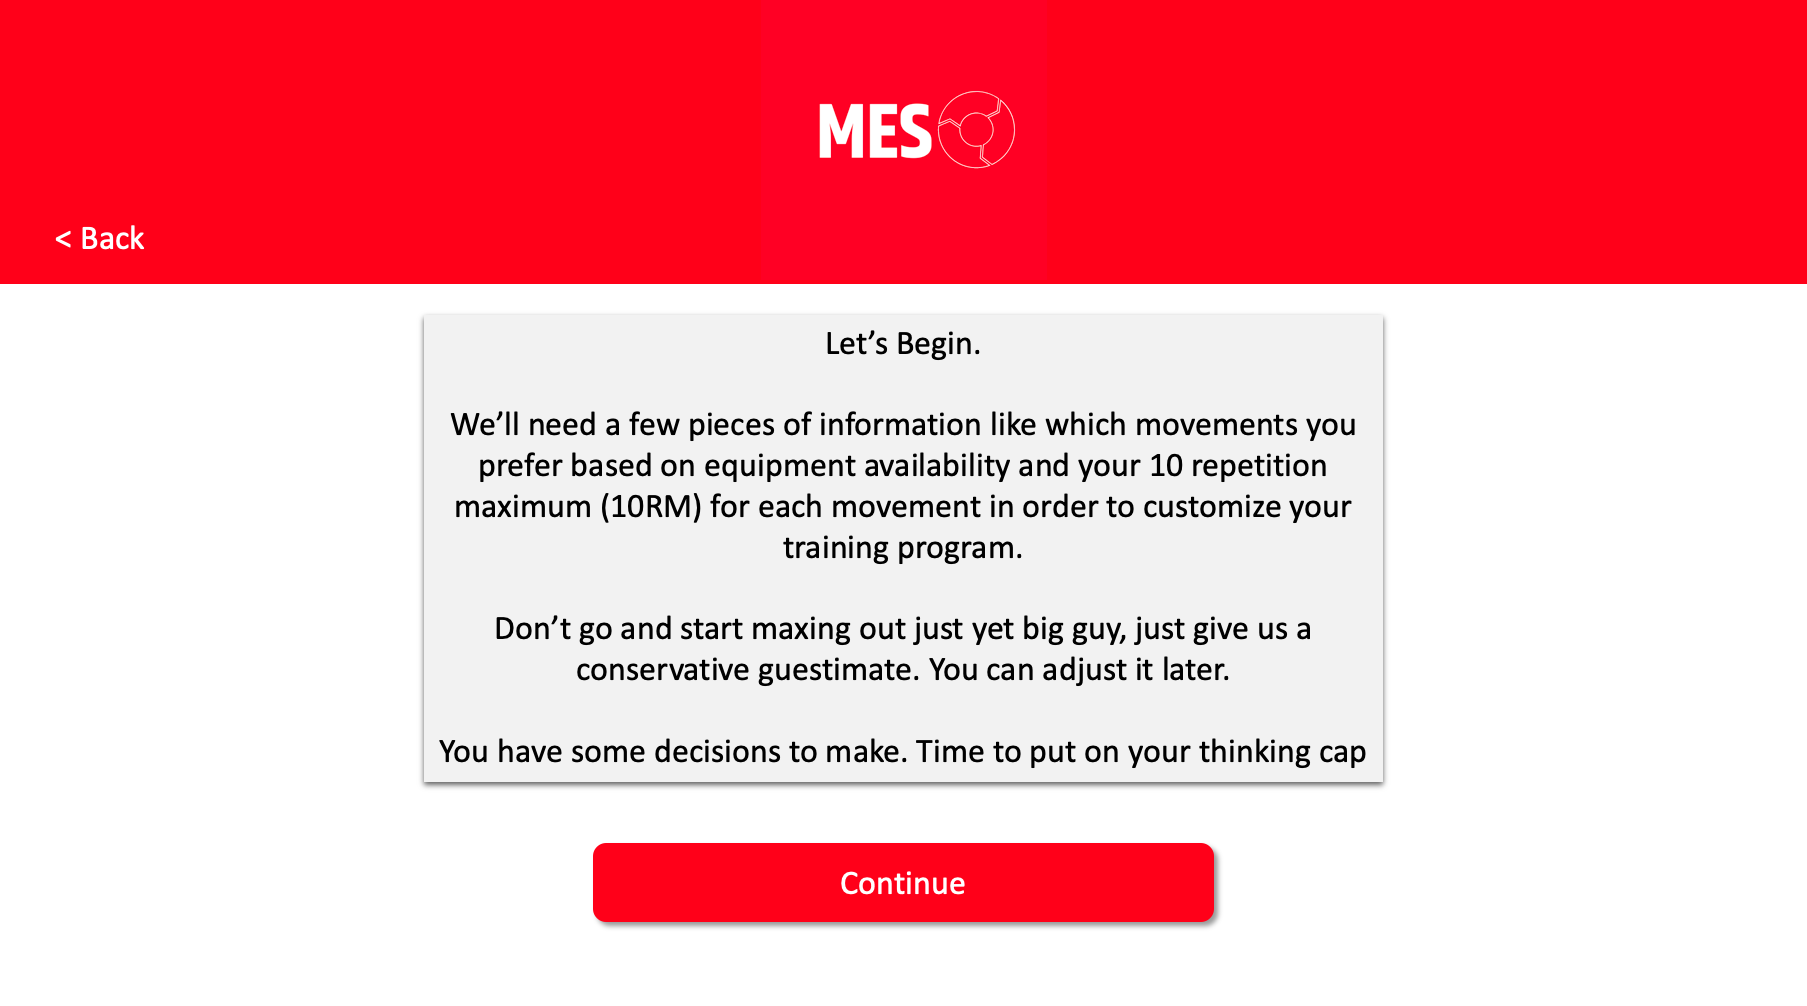 MES
< Back
Let’s Begin.
We’ll need a few pieces of information like which movements you
prefer based on equipment availability and your 10 repetition
maximum (10RM) for each movement in order to customize your
training program.
Don’t go and start maxing out just yet big guy, just give us a
conservative guestimate. You can adjust it later.
You have some decisions to make. Time to put on your thinking cap
Continue